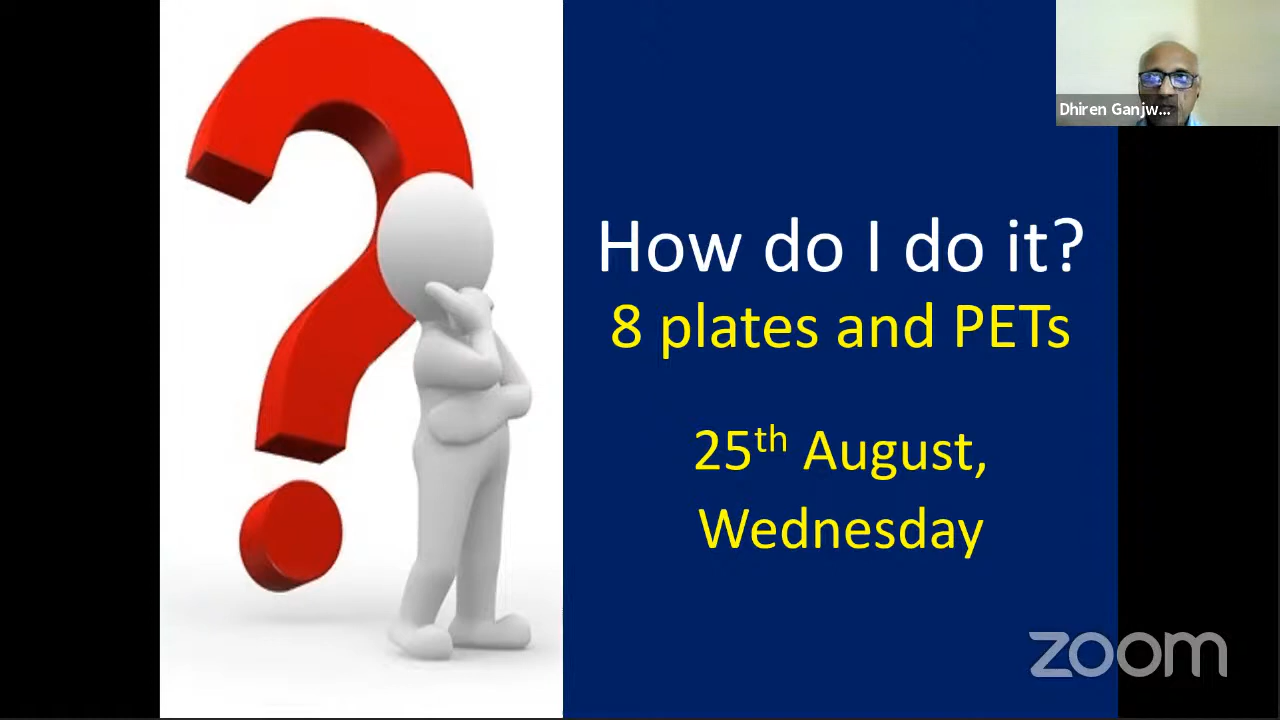 Dhiren Ganjw...
How do I do it?
8 plates and PETs
25th August,
Wednesday
zoom